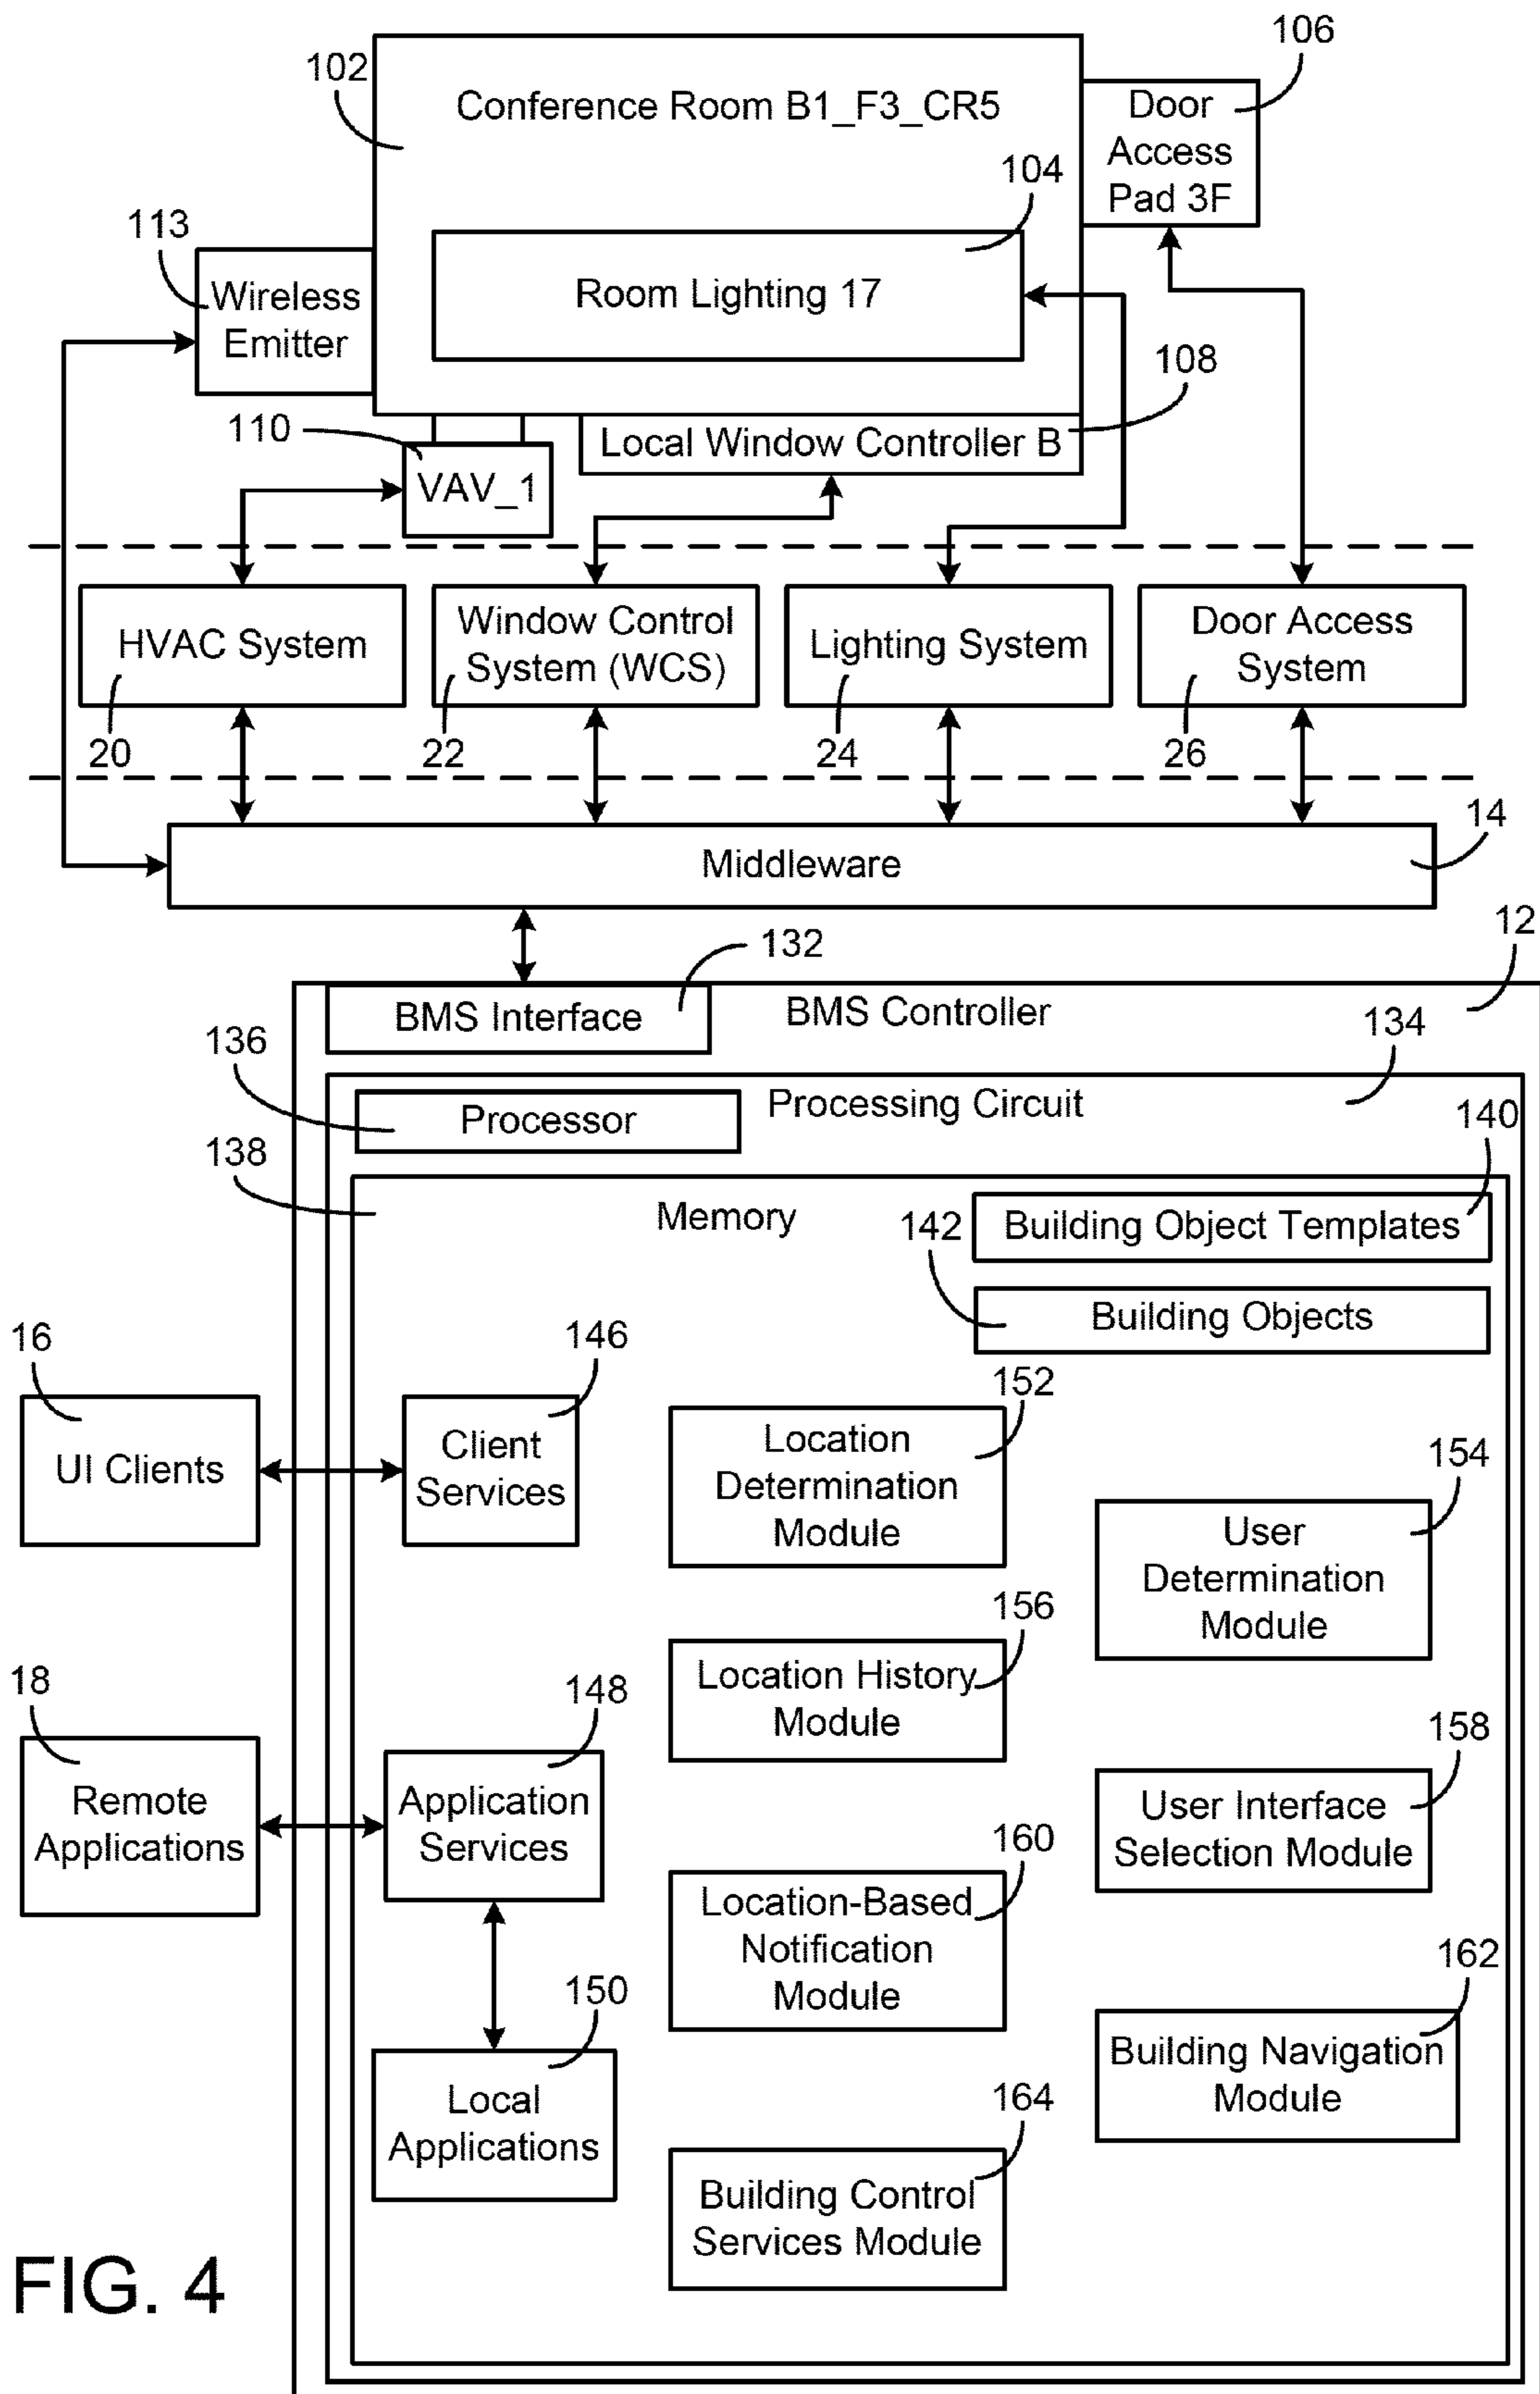 106
102
Conference Room B1_F3_CR5
Door
Access
Pad 3F
104
113
Wireless
Emitter
Room Lighting 17
108
110
Local Window Controller B
VAV_1
HVAC System
Window Control
System (WCS)
Lighting System
Door Access
System
20
22
24
26
14
Middleware
12
132
BMS Interface
BMS Controller
134
136
Processor
Processing Circuit
140
138
Memory
Building Object Templates
142
Building Objects
16
146
152
UI Clients
Client
Services
Location
Determination
Module
154
User
Determination
Module
156
Location History
Module
18
148
158
Remote
Applications
Application
Services
User Interface
Selection Module
160
Location-Based
Notification
Module
162
150
Building Navigation
Module
Local
Applications
164
Building Control
Services Module
FIG. 4